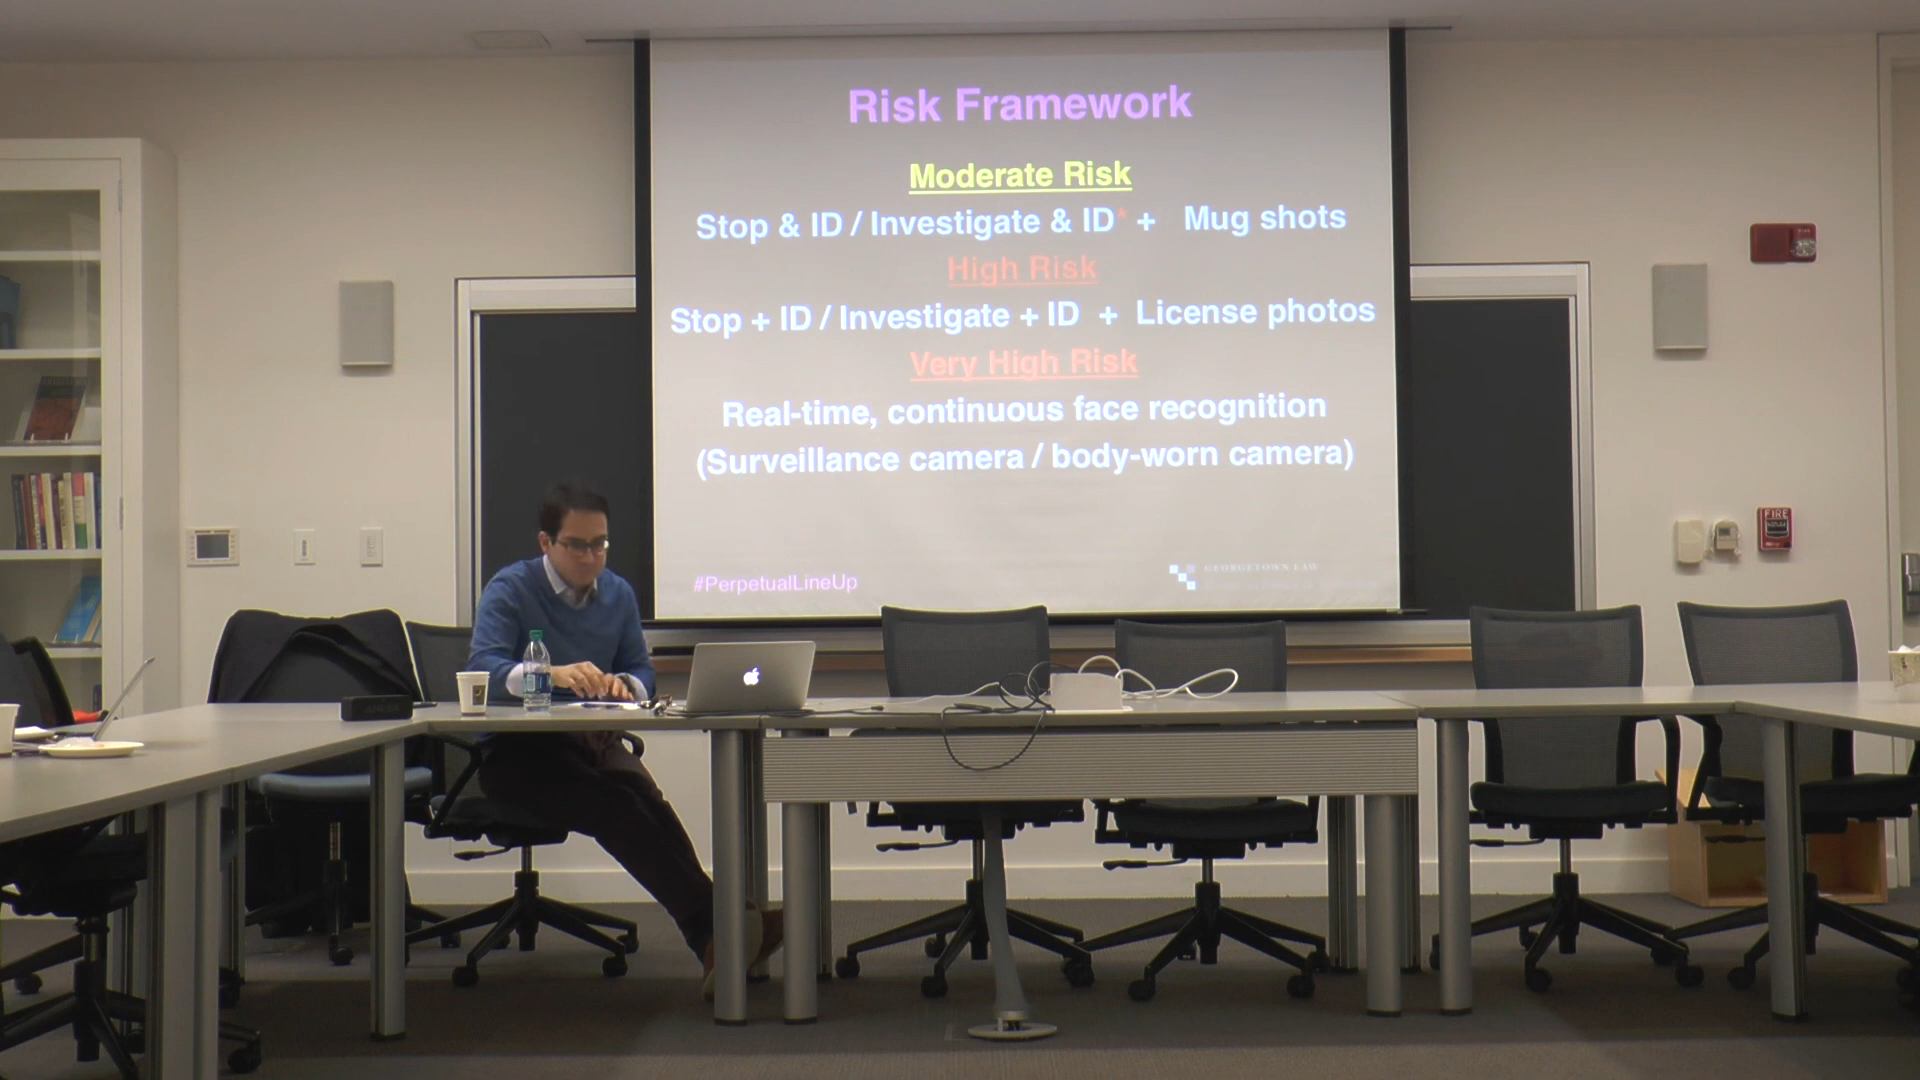 Risk Framework
Moderate Risk
Stop & ID / Investigate & ID* + Mug shots
High Risk
Stop + ID / Investigate + ID + License photos
Very High Risk
Real-time, continuous face recognition
(Surveillance camera / body-worn camera)
#PerpetualLineUp
GEORGETOWN LAW
FIRE